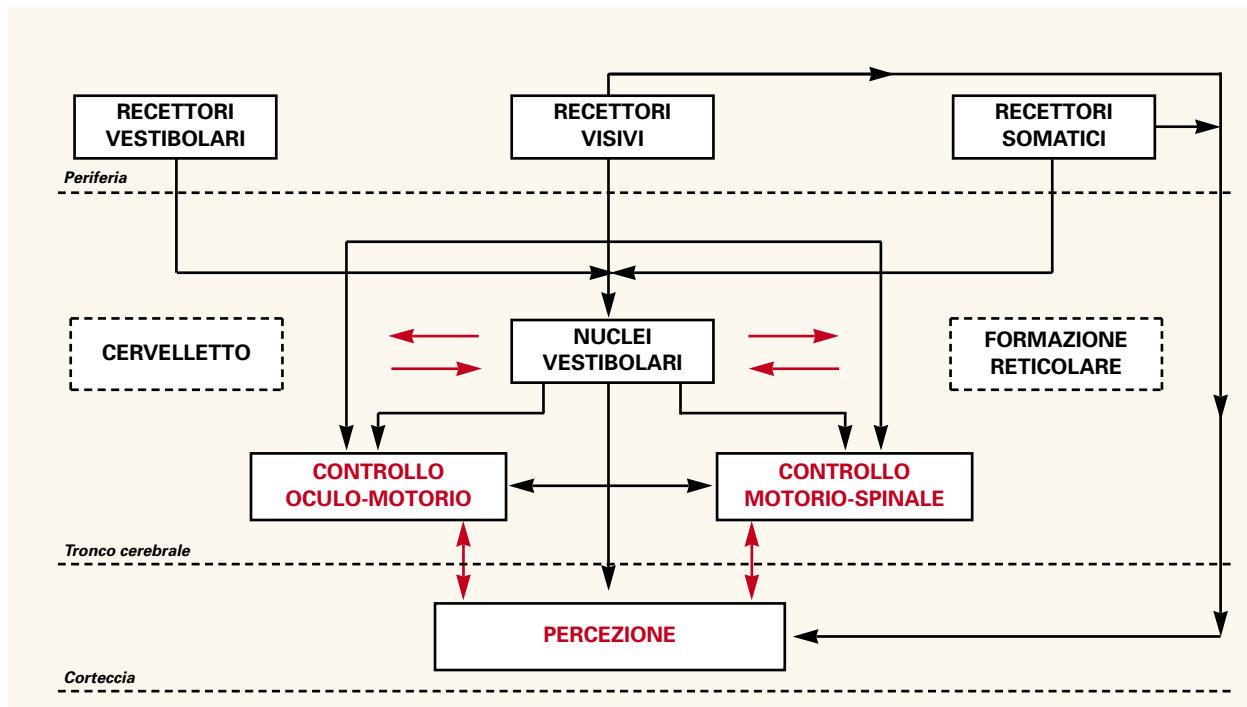 RECETTORI
VESTIBOLARI
RECETTORI
VISIVI
RECETTORI
SOMATICI
Periferia
CERVELLETTO
NUCLEI
VESTIBOLARI
FORMAZIONE
RETICOLARE
CONTROLLO
OCULO-MOTORIO
CONTROLLO
MOTORIO-SPINALE
Tronco cerebrale
PERCEZIONE
Corteccia